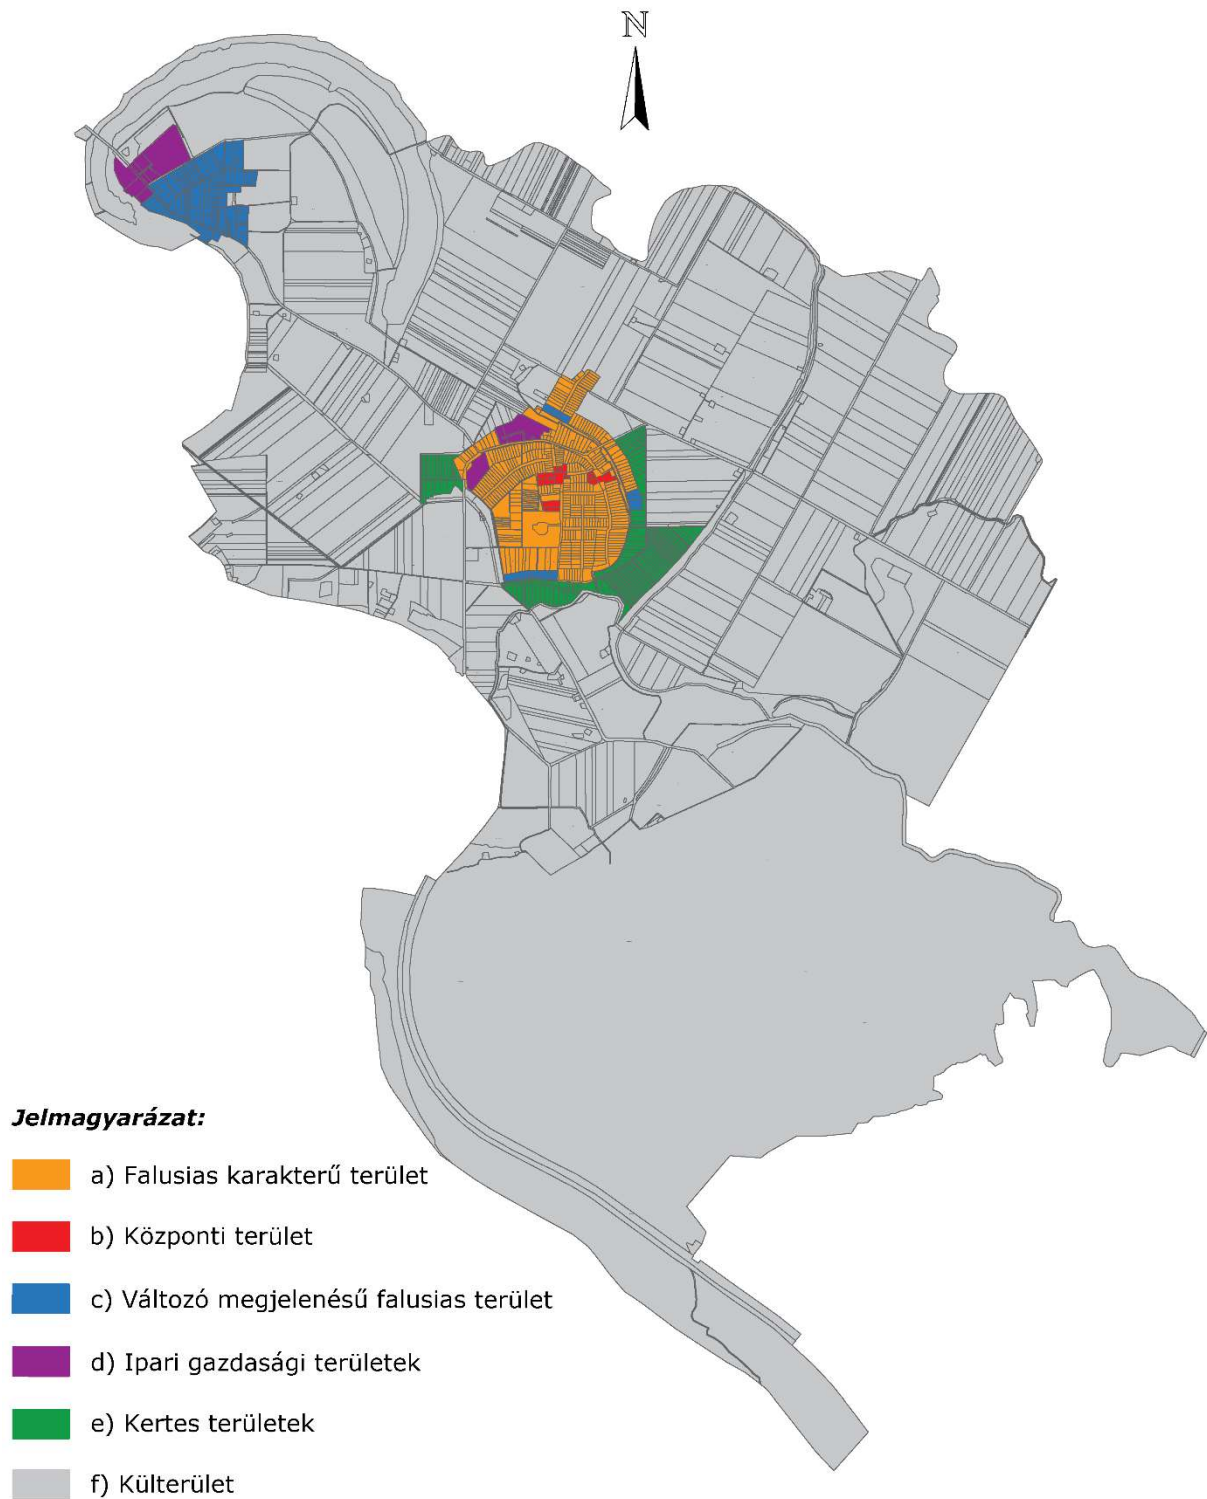 N
Jelmagyarázat:
a) Falusias karakterű terület
b) Központi terület
c) Változó megjelenésű falusias terület
d) Ipari gazdasági területek
e) Kertes területek
f) Külterület